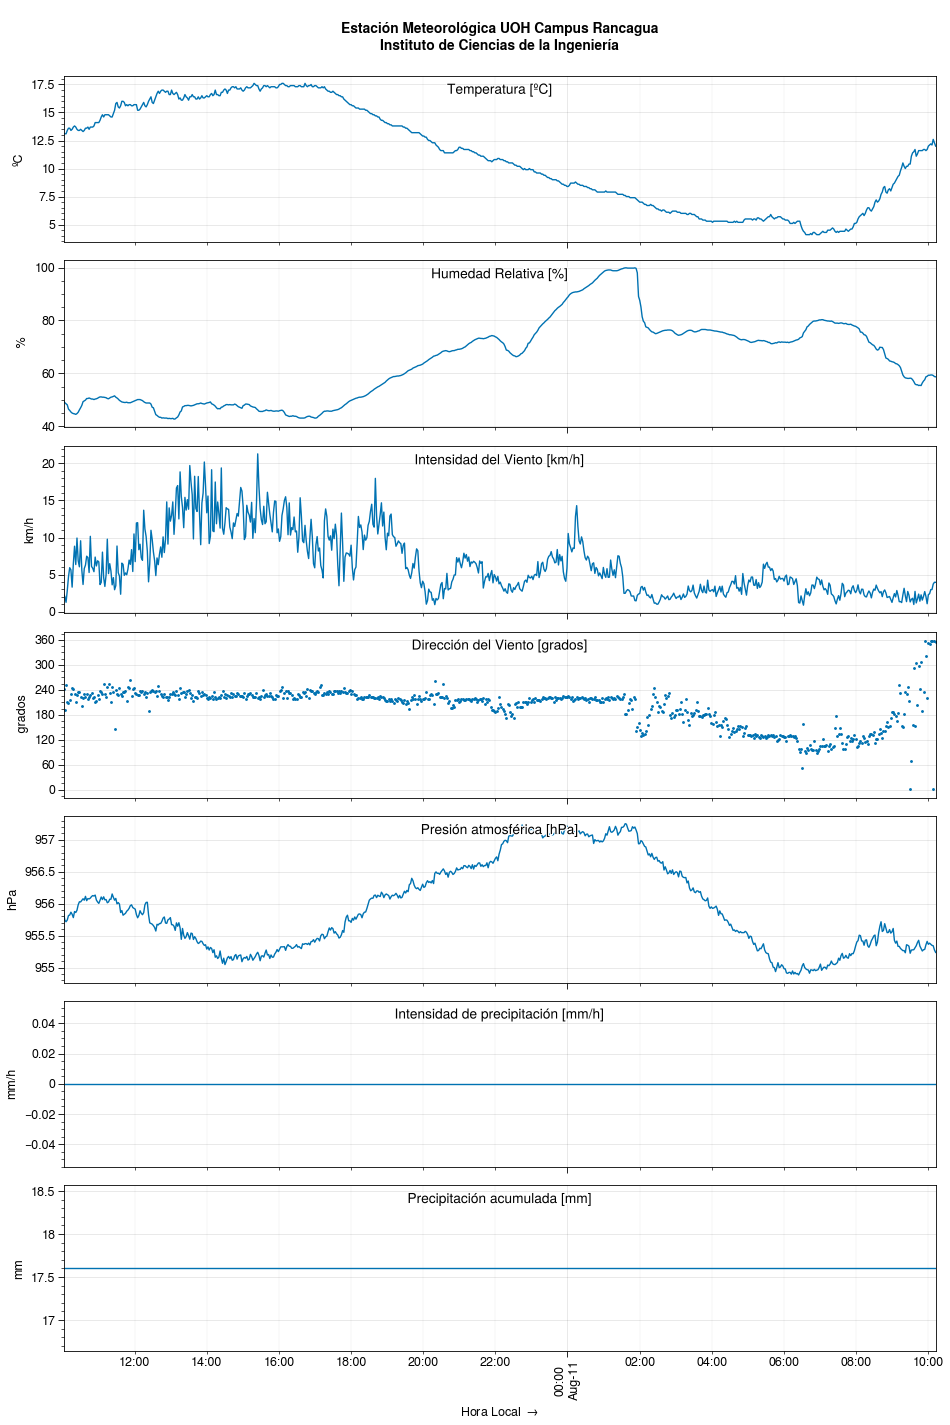 Estación Meteorológica UOH Campus Rancagua
Instituto de Ciencias de la Ingeniería
Temperatura [ºC]
17.5
15
12.5
10
7.5
5
ºC
Humedad Relativa [%]
100
80
60
40
%
Intensidad del Viento [km/h]
20
15
10
5
0
km/h
Dirección del Viento [grados]
360
300
240
180
120
60
0
grados
Presión atmosférica [hPa]
957
956.5
956
955.5
955
hPa
Intensidad de precipitación [mm/h]
0.04
0.02
0
−0.02
−0.04
mm/h
Precipitación acumulada [mm]
18.5
18
17.5
17
mm
12:00 14:00 16:00 18:00 20:00 22:00 00:00 02:00 04:00 06:00 08:00 10:00
Aug-11
Hora Local →